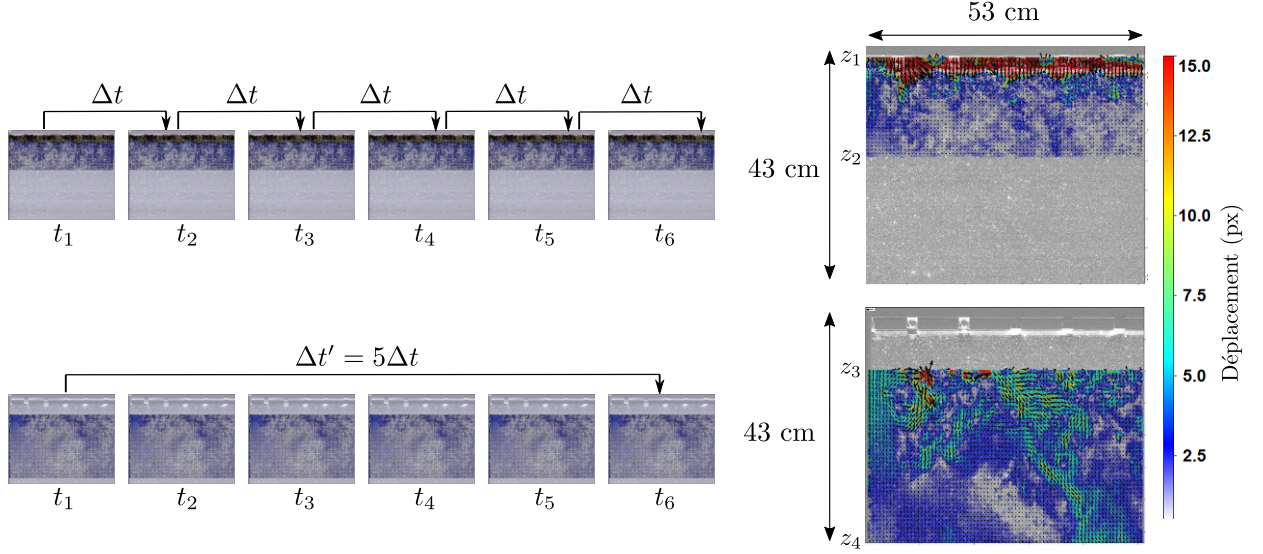 53 cm
Δt Δt Δt Δt Δt
t₁ t₂ t₃ t₄ t₅ t₆
z₁
z₂
43 cm
15.0
12.5
10.0
7.5
5.0
2.5
Déplacement (px)
Δt′ = 5Δt
t₁ t₂ t₃ t₄ t₅ t₆
z₃
43 cm
z₄